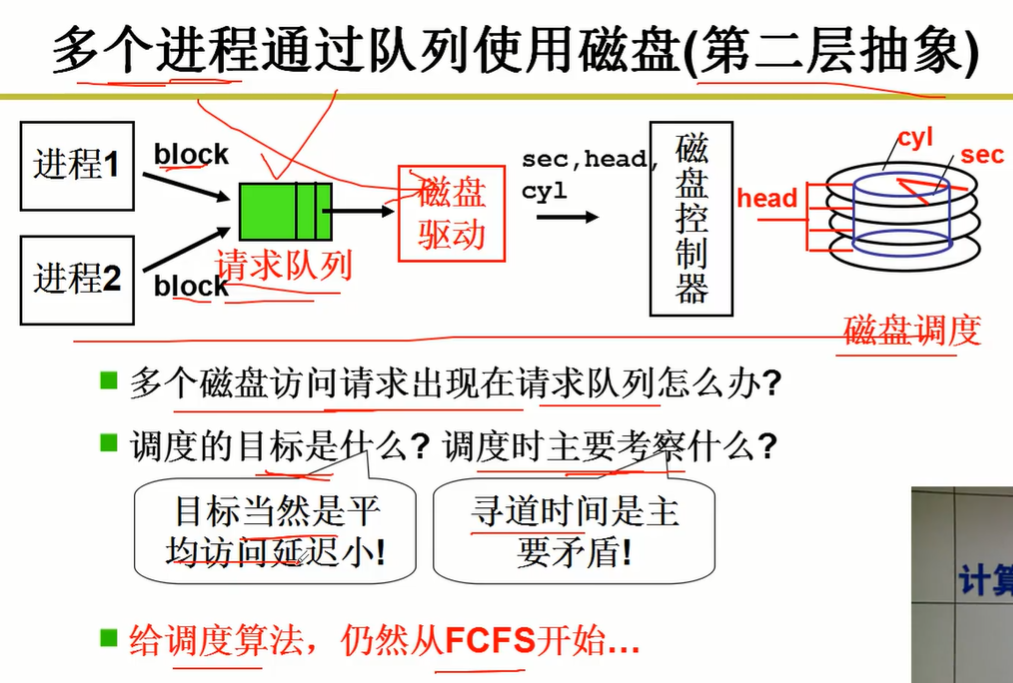 多个进程通过队列使用磁盘(第二层抽象)
进程1
block
进程2
block
请求队列
磁盘
驱动
sec,head,
cyl
磁
盘
控
制
器
head
cyl
sec
磁盘调度
多个磁盘访问请求出现在请求队列怎么办?
调度的目标是什么? 调度时主要考察什么?
目标当然是平
均访问延迟小!
寻道时间是主
要矛盾!
给调度算法，仍然从FCFS开始...
计算